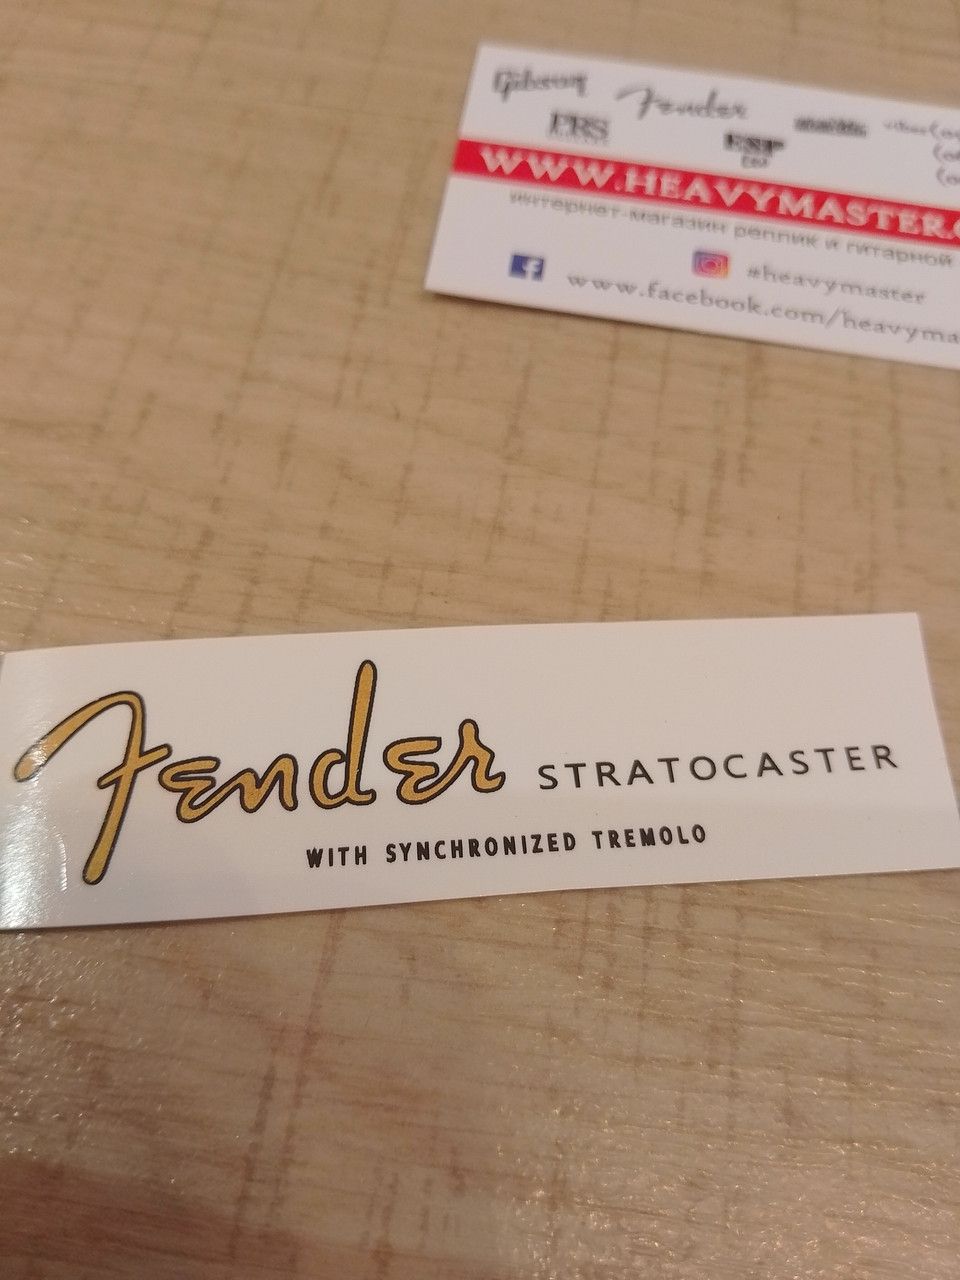 Gibson
Fender
PRS
ESP
WWW.HEAVYMASTER.
интернет-магазин реплик и гитарной
#heavymaster
www.facebook.com/heavyma
Fender STRATOCASTER
WITH SYNCHRONIZED TREMOLO